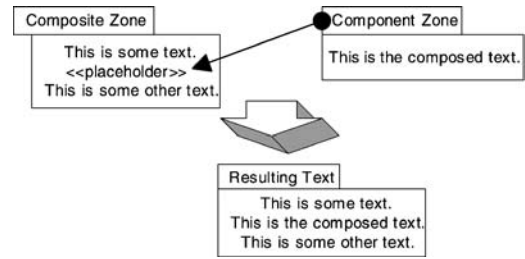 Composite Zone
This is some text.
<<placeholder>>
This is some other text.
Component Zone
This is the composed text.
Resulting Text
This is some text.
This is the composed text.
This is some other text.